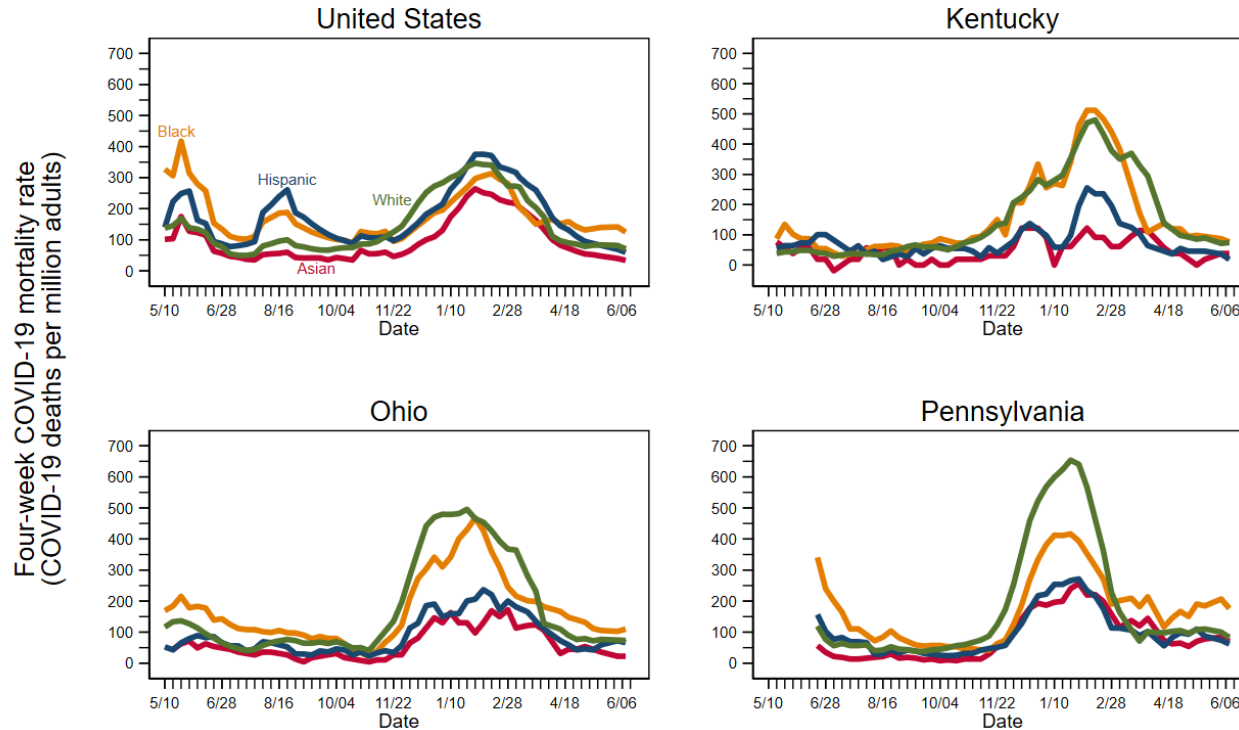 United States
Kentucky
Four-week COVID-19 mortality rate
(COVID-19 deaths per million adults)
700
600
500
400
300
200
100
0
Black
Hispanic
White
Asian
5/10 6/28 8/16 10/04 11/22 1/10 2/28 4/18 6/06
Date
700
600
500
400
300
200
100
0
5/10 6/28 8/16 10/04 11/22 1/10 2/28 4/18 6/06
Date
Ohio
Pennsylvania
700
600
500
400
300
200
100
0
5/10 6/28 8/16 10/04 11/22 1/10 2/28 4/18 6/06
Date
700
600
500
400
300
200
100
0
5/10 6/28 8/16 10/04 11/22 1/10 2/28 4/18 6/06
Date